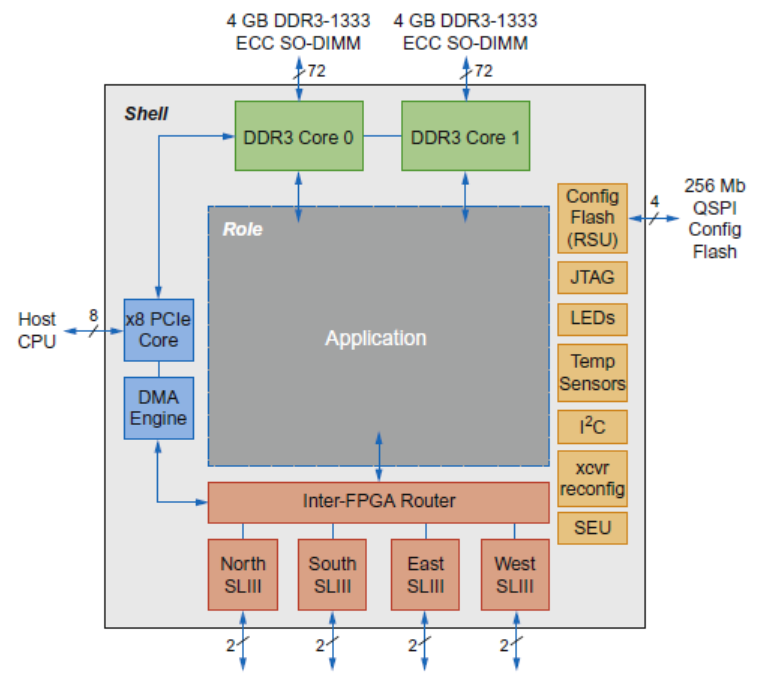 4 GB DDR3-1333
ECC SO-DIMM
4 GB DDR3-1333
ECC SO-DIMM
72
72
Shell
DDR3 Core 0
DDR3 Core 1
Role
Config
Flash
(RSU)
4
256 Mb
QSPI
Config
Flash
JTAG
Host
CPU
8
x8 PCIe
Core
LEDs
Application
Temp
Sensors
DMA
Engine
I²C
xcvr
reconfig
Inter-FPGA Router
SEU
North
SLIII
South
SLIII
East
SLIII
West
SLIII
2
2
2
2